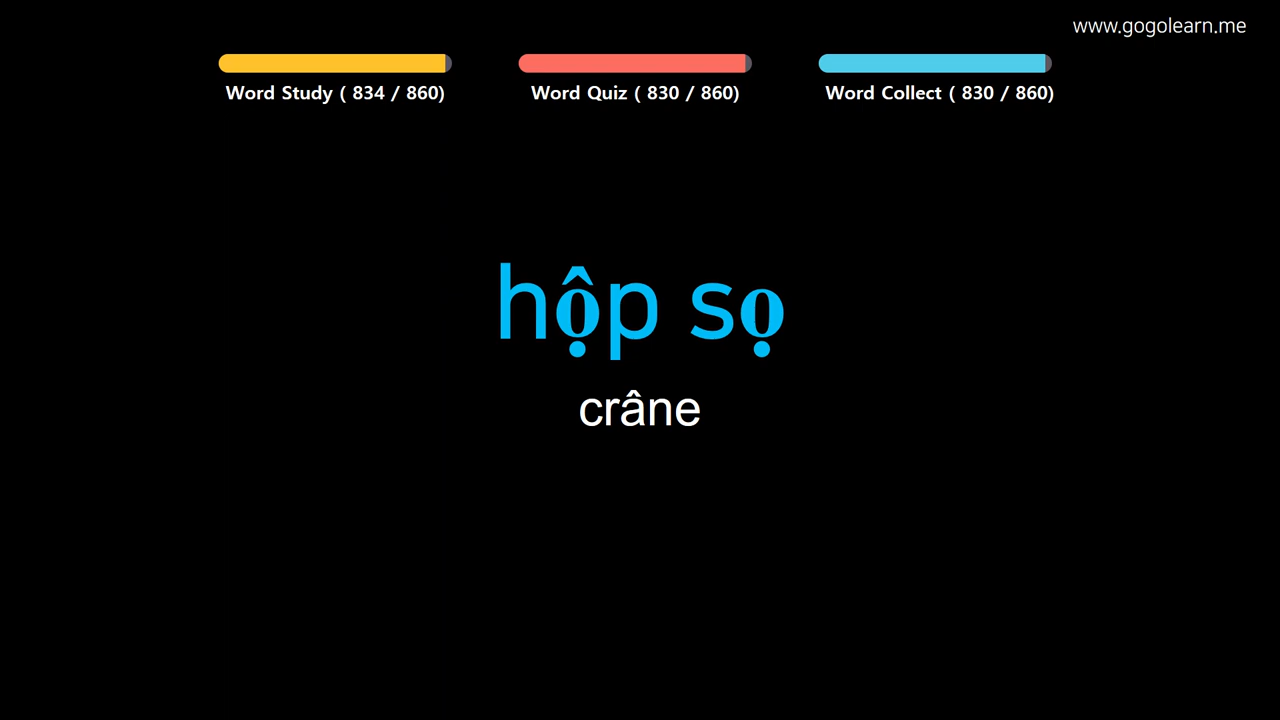 www.gogolearn.me
Word Study ( 834 / 860)
Word Quiz ( 830 / 860)
Word Collect ( 830 / 860)
hộp sọ
crâne